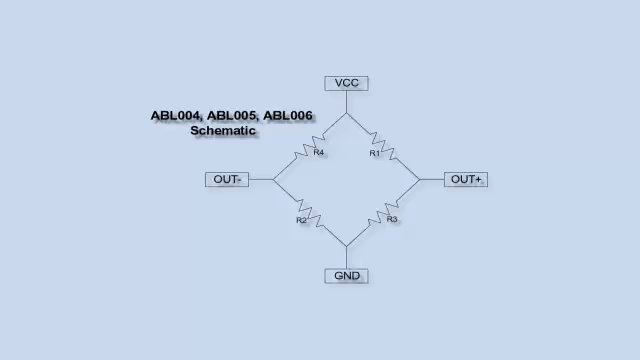 VCC
ABL004, ABL005, ABL006
Schematic
R4
R1
OUT-
OUT+
R2
R3
GND